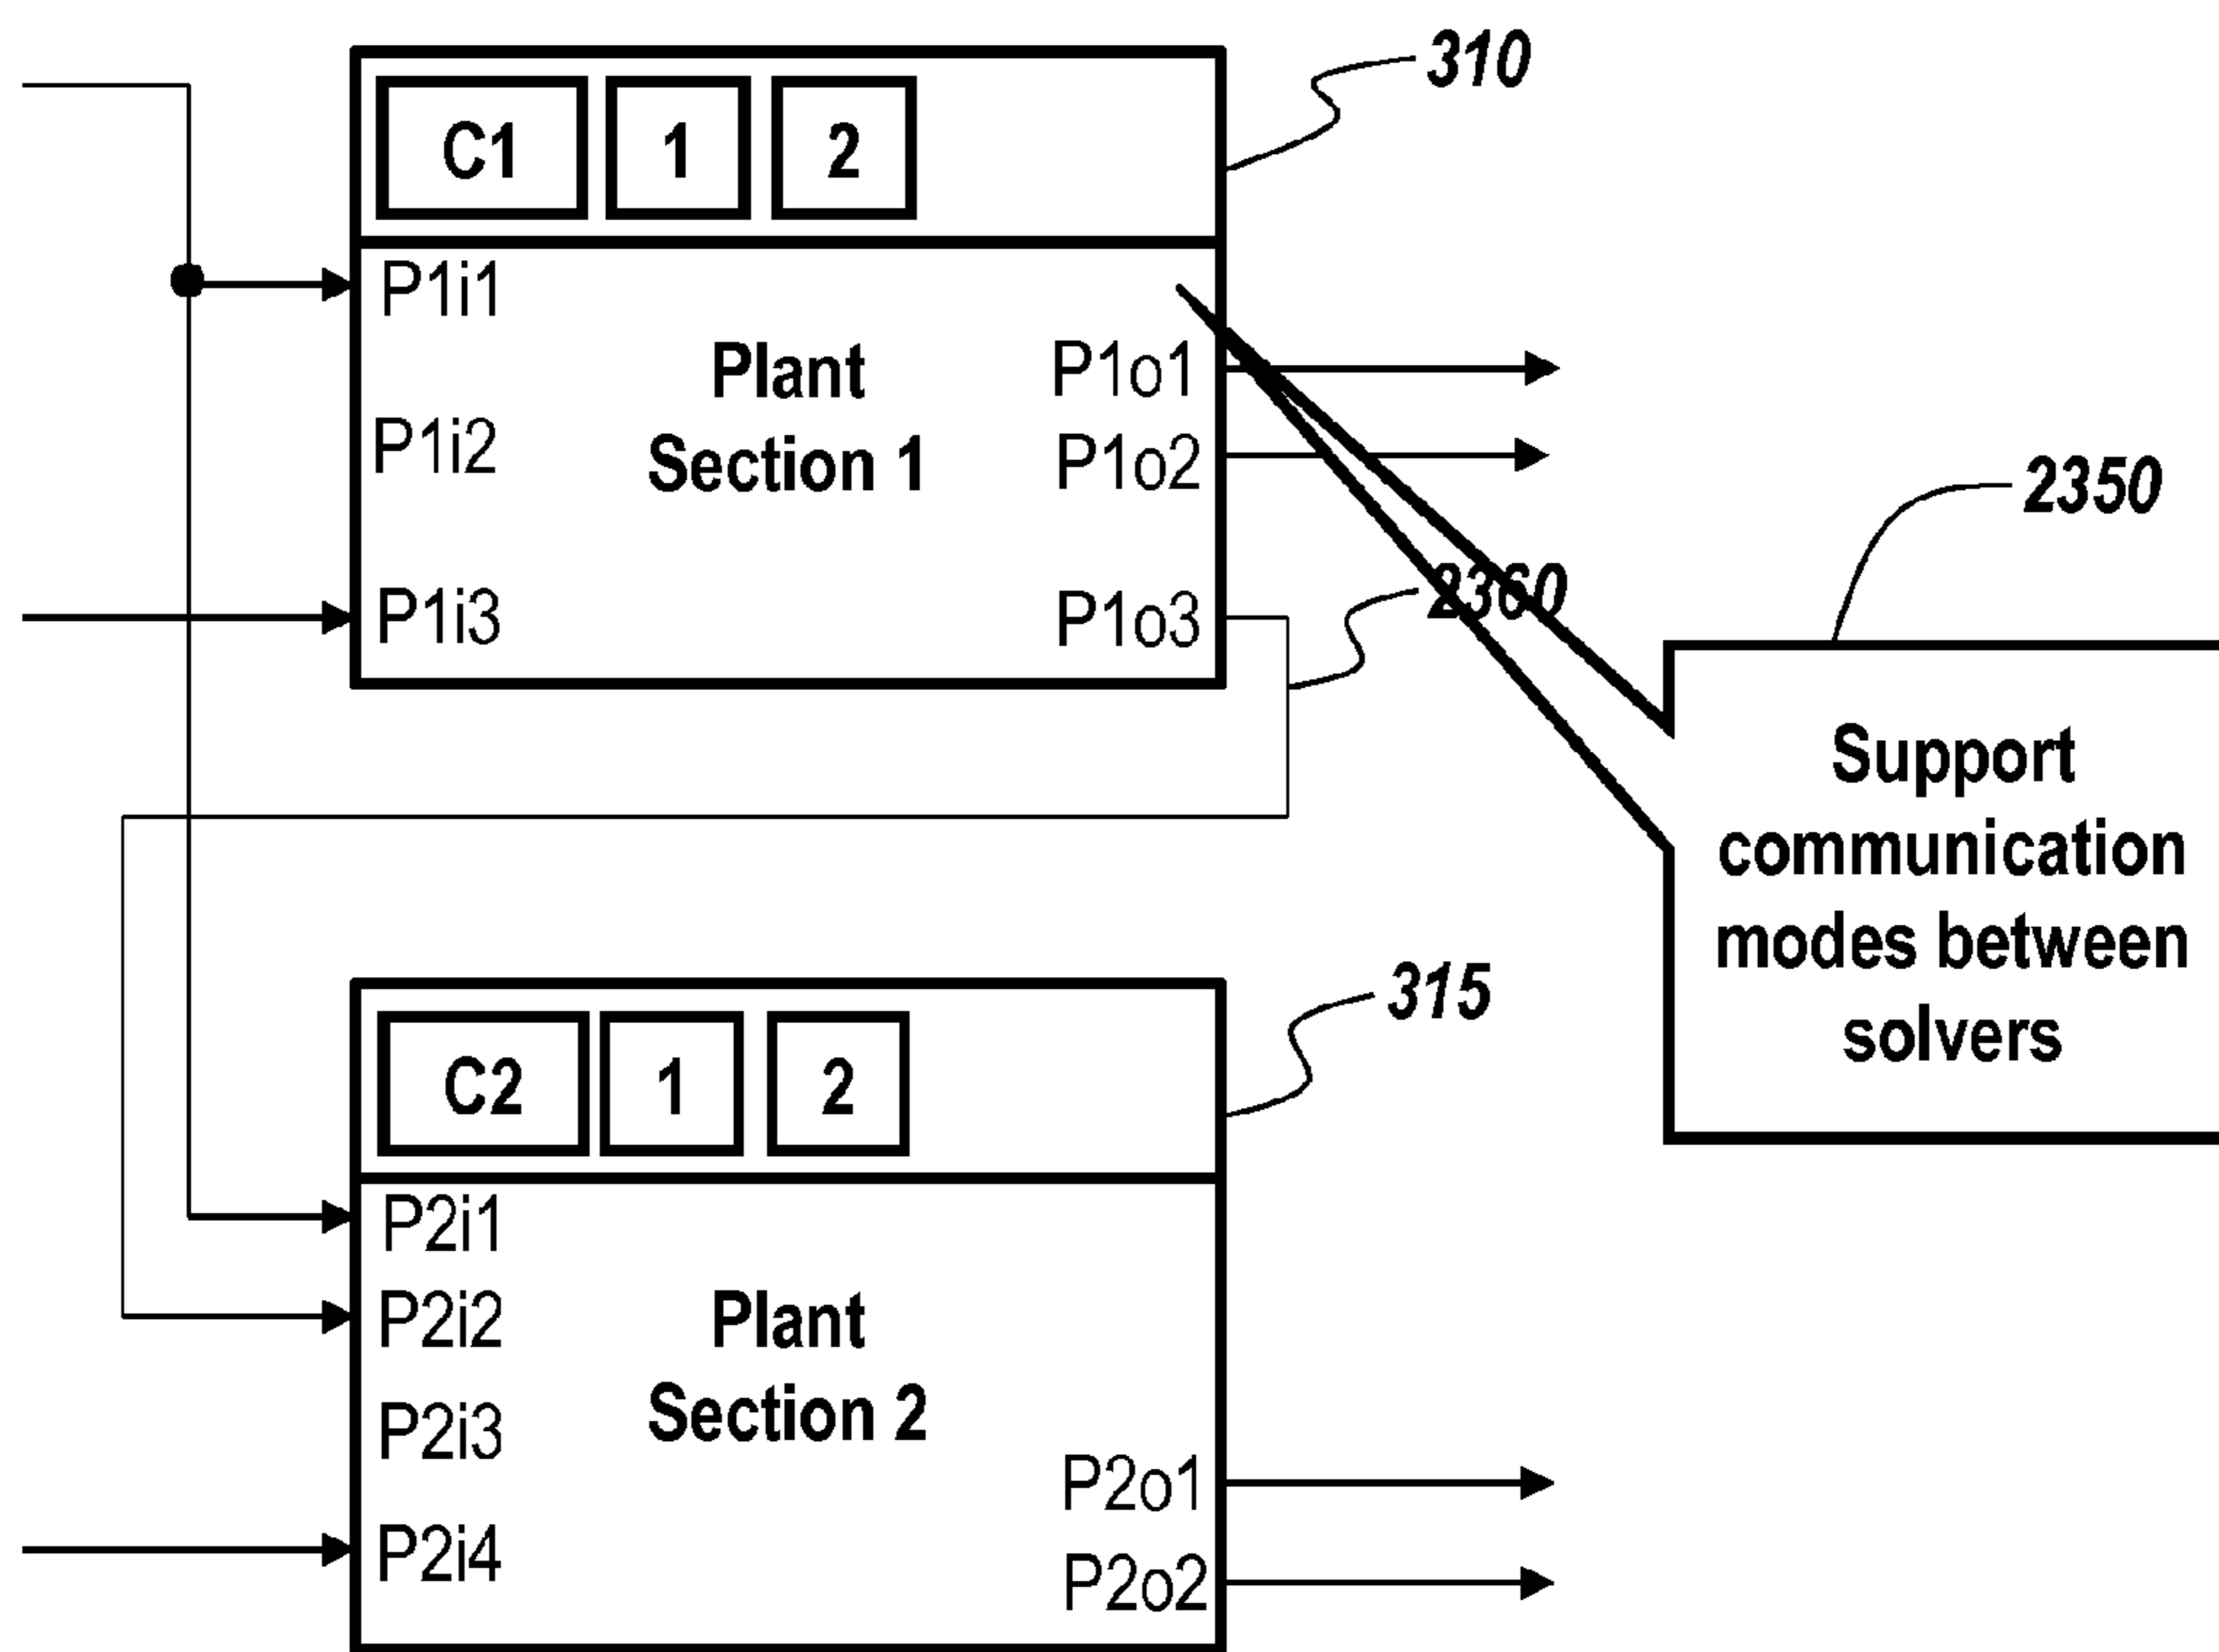 310
C1 1 2
P1i1
Plant
Section 1
P1i2
P1i3
P1o1
P1o2
P1o3
2360
2350
Support
communication
modes between
solvers
315
C2 1 2
P2i1
P2i2
P2i3
P2i4
Plant
Section 2
P2o1
P2o2